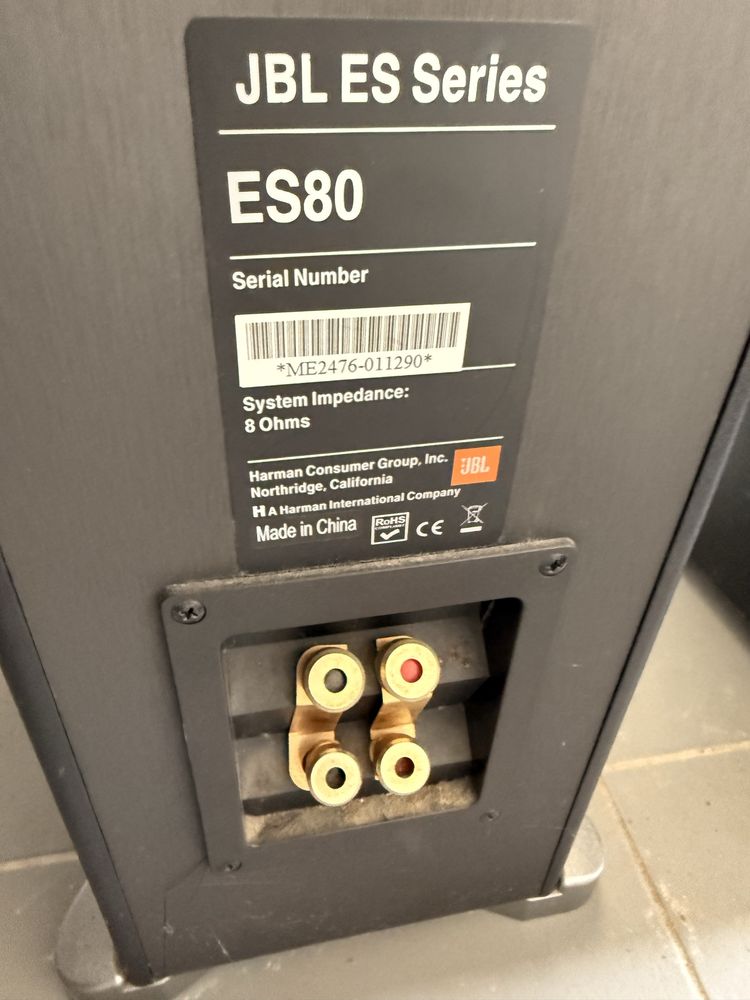 JBL ES Series
ES80
Serial Number
*ME2476-011290*
System Impedance:
8 Ohms
Harman Consumer Group, Inc.
Northridge, California
JBL
H A Harman International Company
Made in China
RoHS
COMPLIANT
CE